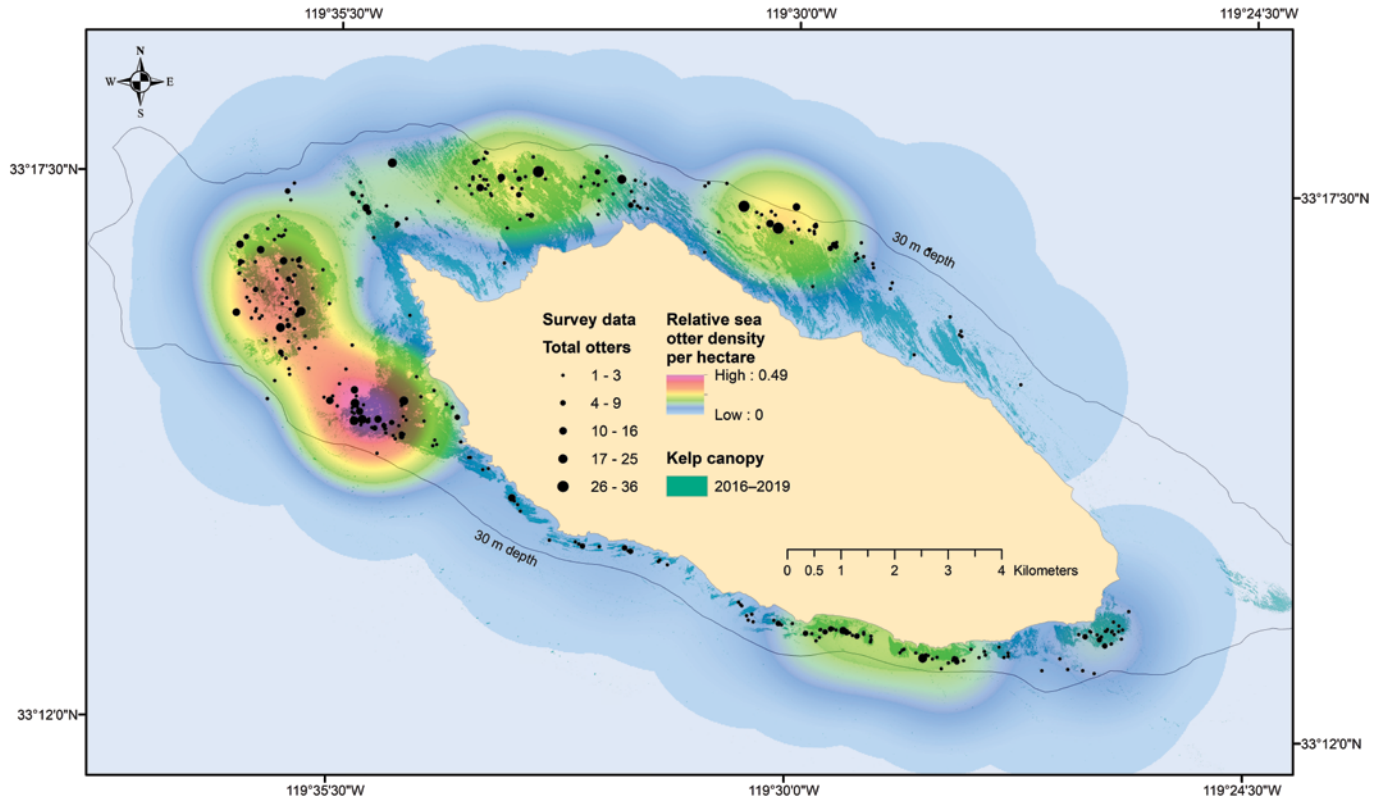 119°35'30"W
119°30'0"W
119°24'30"W
N
W E
S
33°17'30"N
33°17'30"N
30 m depth
Survey data
Total otters
1 - 3
4 - 9
10 - 16
17 - 25
26 - 36
Relative sea
otter density
per hectare
High : 0.49
Low : 0
Kelp canopy
2016–2019
30 m depth
0 0.5 1 2 3 4 Kilometers
33°12'0"N
33°12'0"N
119°35'30"W
119°30'0"W
119°24'30"W